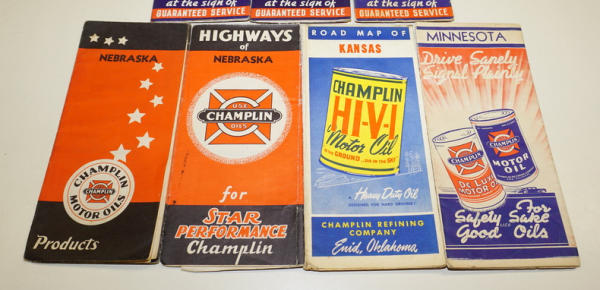 at the sign of
GUARANTEED SERVICE
at the sign of
GUARANTEED SERVICE
at the sign of
GUARANTEED SERVICE
NEBRASKA
CHAMPLIN
MOTOR OILS
Products
HIGHWAYS
of
NEBRASKA
USE
CHAMPLIN
OILS
for
STAR
PERFORMANCE
Champlin
ROAD MAP OF
KANSAS
CHAMPLIN
HI-V-I
Motor Oil
Heavy Duty Oil
CHAMPLIN REFINING
COMPANY
Enid, Oklahoma
MINNESOTA
Drive Sanely
Signal Plainly
CHAMPLIN
DE LUXE
MOTOR OIL
CHAMPLIN
MOTOR
OIL
For
Safety Sake
Good Oils